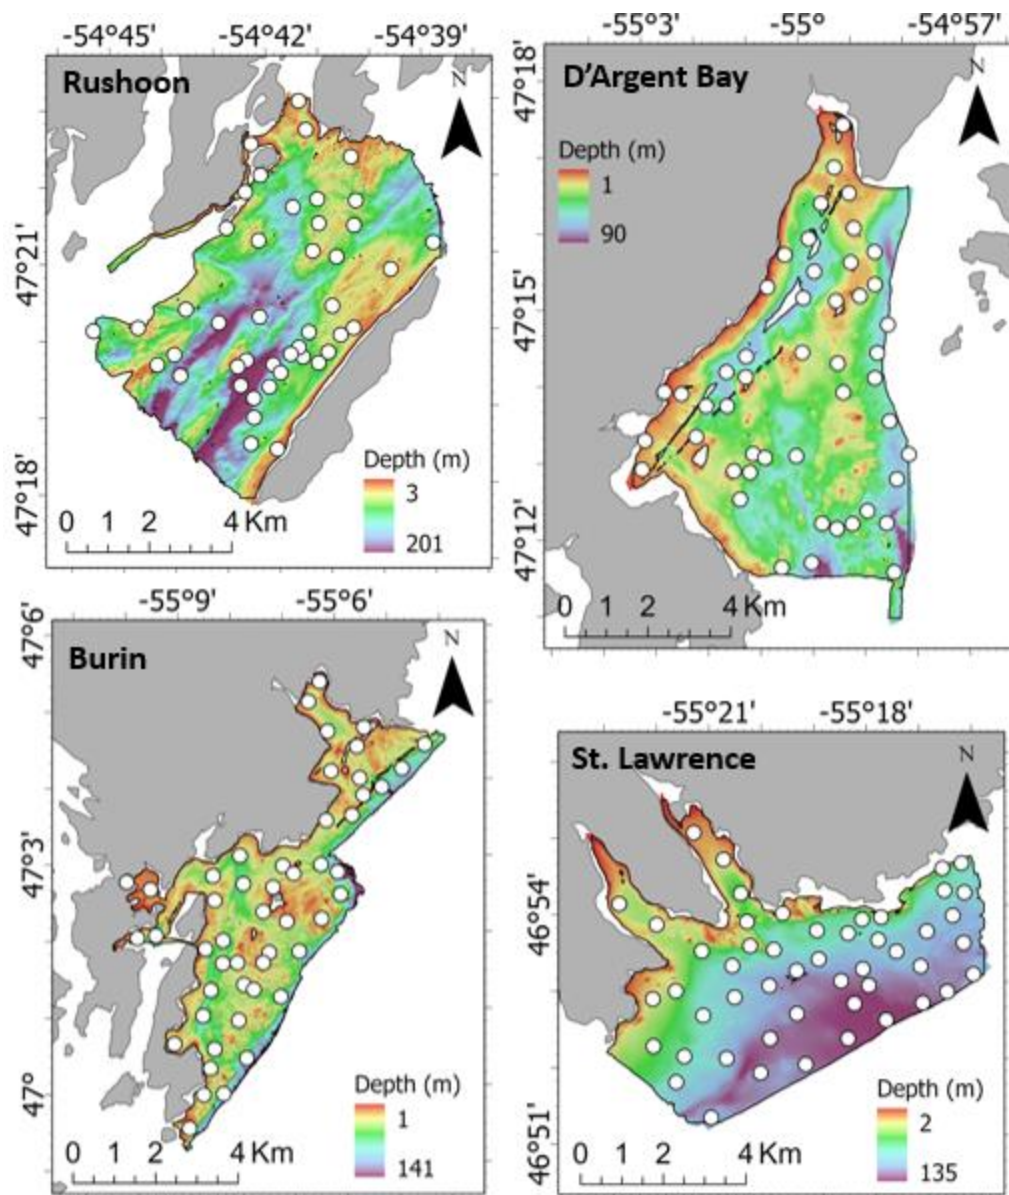 -54°45' -54°42' -54°39'
Rushoon
N
47°21'
47°18'
Depth (m)
3
201
0 1 2 4 Km
-55°3' -55° -54°57'
D'Argent Bay
N
47°18'
47°15'
47°12'
Depth (m)
1
90
0 1 2 4 Km
-55°9' -55°6'
Burin
N
47°6'
47°3'
47°
Depth (m)
1
141
0 1 2 4 Km
-55°21' -55°18'
St. Lawrence
N
46°54'
46°51'
Depth (m)
2
135
0 1 2 4 Km